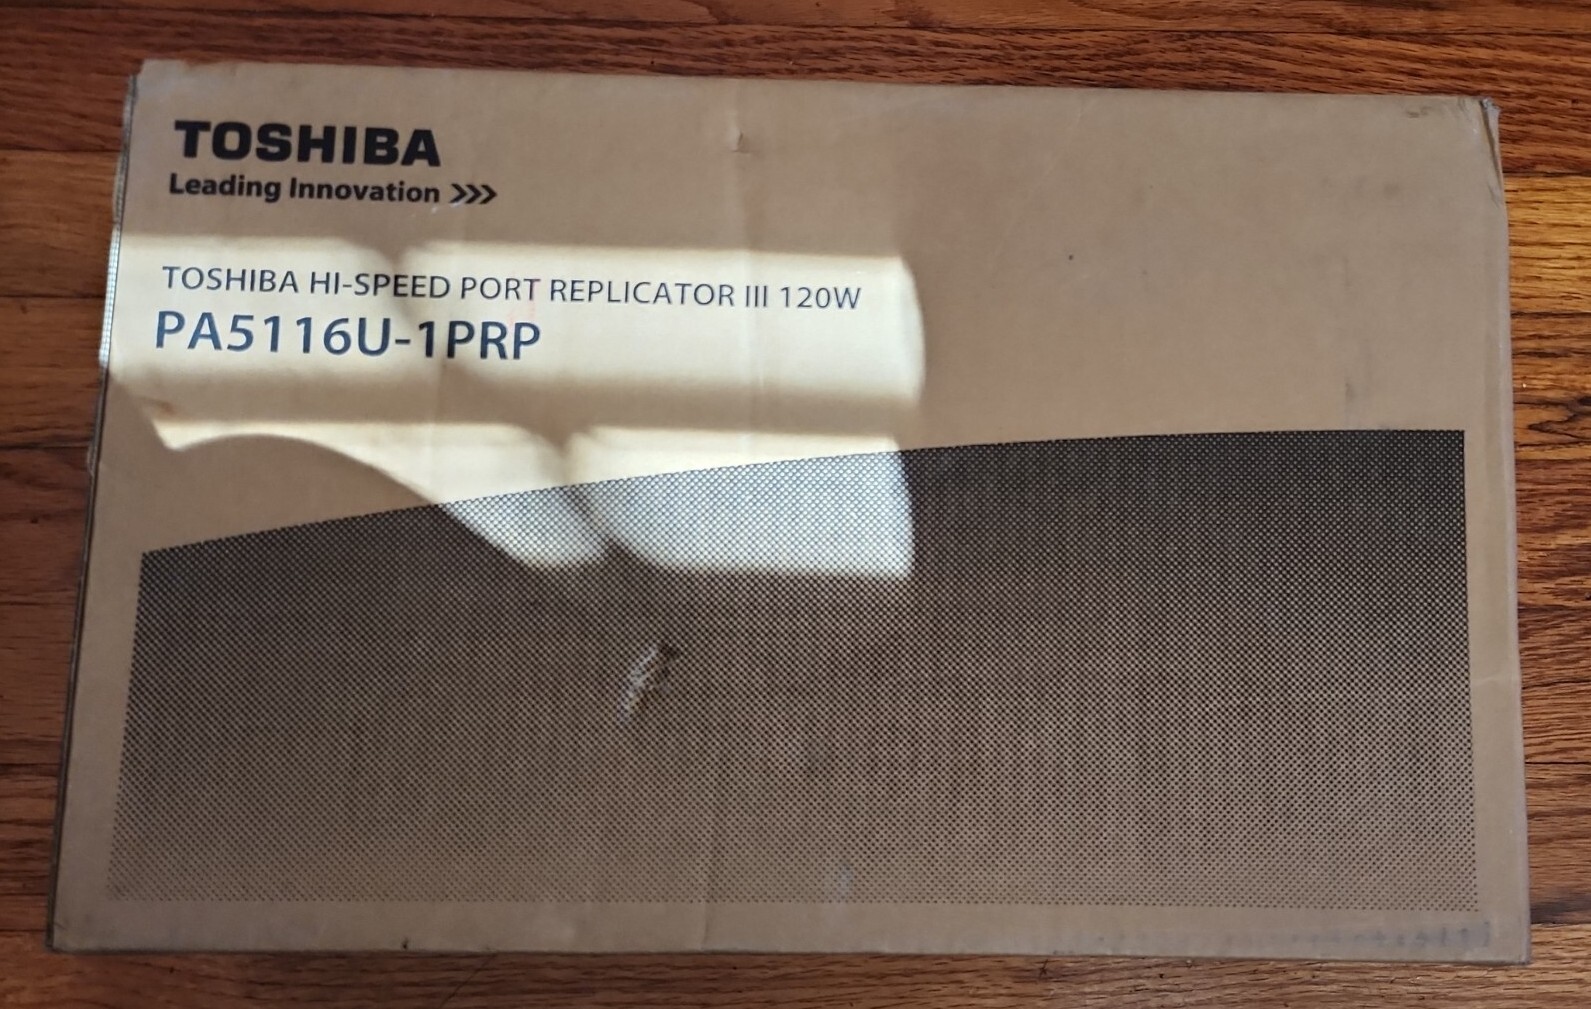 TOSHIBA
Leading Innovation >>>
TOSHIBA HI-SPEED PORT REPLICATOR III 120W
PA5116U-1PRP